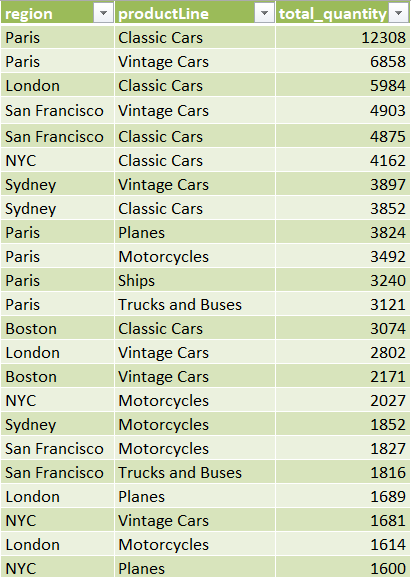 region productLine total_quantity
Paris Classic Cars 12308
Paris Vintage Cars 6858
London Classic Cars 5984
San Francisco Vintage Cars 4903
San Francisco Classic Cars 4875
NYC Classic Cars 4162
Sydney Vintage Cars 3897
Sydney Classic Cars 3852
Paris Planes 3824
Paris Motorcycles 3492
Paris Ships 3240
Paris Trucks and Buses 3121
Boston Classic Cars 3074
London Vintage Cars 2802
Boston Vintage Cars 2171
NYC Motorcycles 2027
Sydney Motorcycles 1852
San Francisco Motorcycles 1827
San Francisco Trucks and Buses 1816
London Planes 1689
NYC Vintage Cars 1681
London Motorcycles 1614
NYC Planes 1600